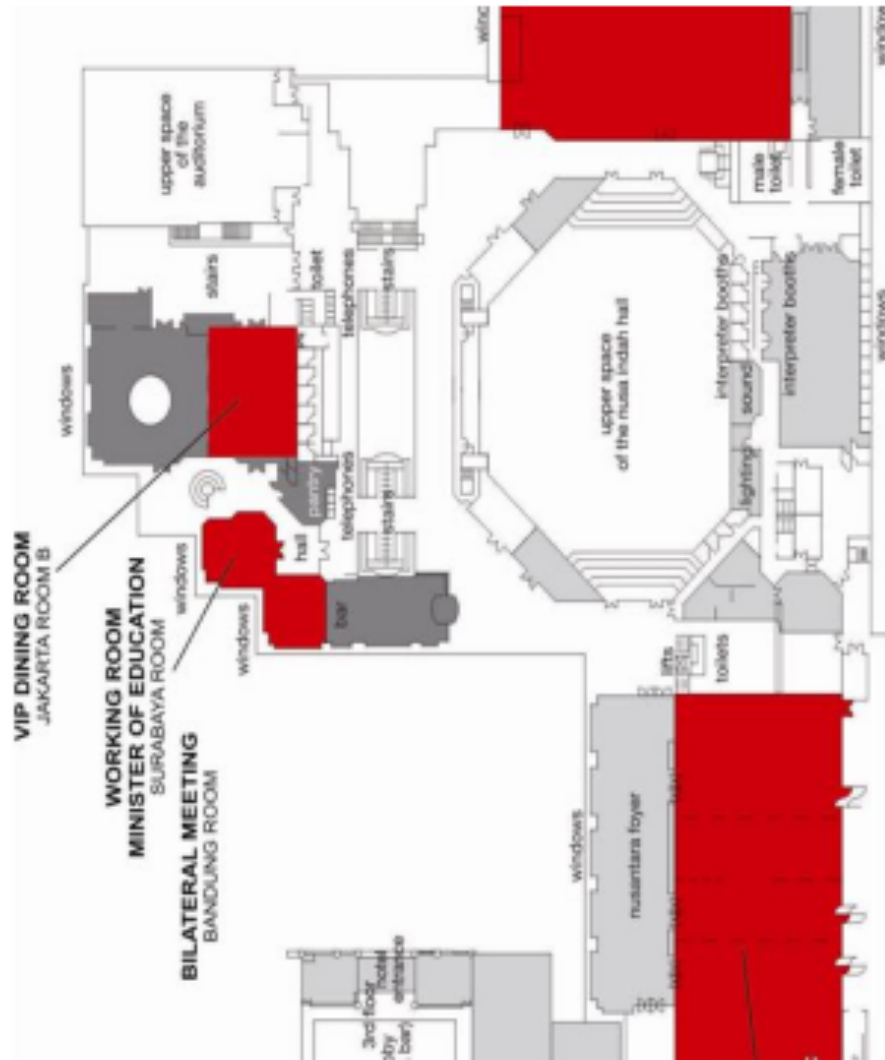 VIP DINING ROOM
JAKARTA ROOM B
WORKING ROOM
MINISTER OF EDUCATION
SURABAYA ROOM
BILATERAL MEETING
BANDUNG ROOM
windows
windows
windows
upper space
of the
auditorium
stairs
toilet
telephones
stairs
pantry
hall
telephones
stairs
bar
upper space
of the nusa indah hall
interpreter booths
sound
lighting
interpreter booths
male
toilet
female
toilet
windows
windows
lifts
toilets
windows
nusantara foyer
3rd floor
hotel
entrance
bar)